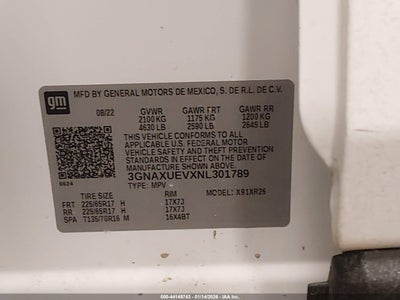 gm
MFD BY GENERAL MOTORS DE MEXICO, S. DE R.L. DE C.V.
08/22 GVWR GAWR FRT GAWR RR
2100 KG 1175 KG 1200 KG
4630 LB 2590 LB 2645 LB
THIS VEHICLE CONFORMS TO ALL
APPLICABLE U.S. FEDERAL MOTOR
VEHICLE SAFETY, BUMPER, AND THEFT
PREVENTION STANDARDS IN EFFECT ON
THE DATE OF MANUFACTURE SHOWN ABOVE.
3GNAXUEVXNL301789
0624 TYPE: MPV MODEL: X91XR26
TIRE SIZE RIM
FRT 225/65R17 H 17X7J
RR 225/65R17 H 17X7J
SPA T135/70R16 M 16X4BT
600-44149743 - 01/14/2026 - IAA, Inc.